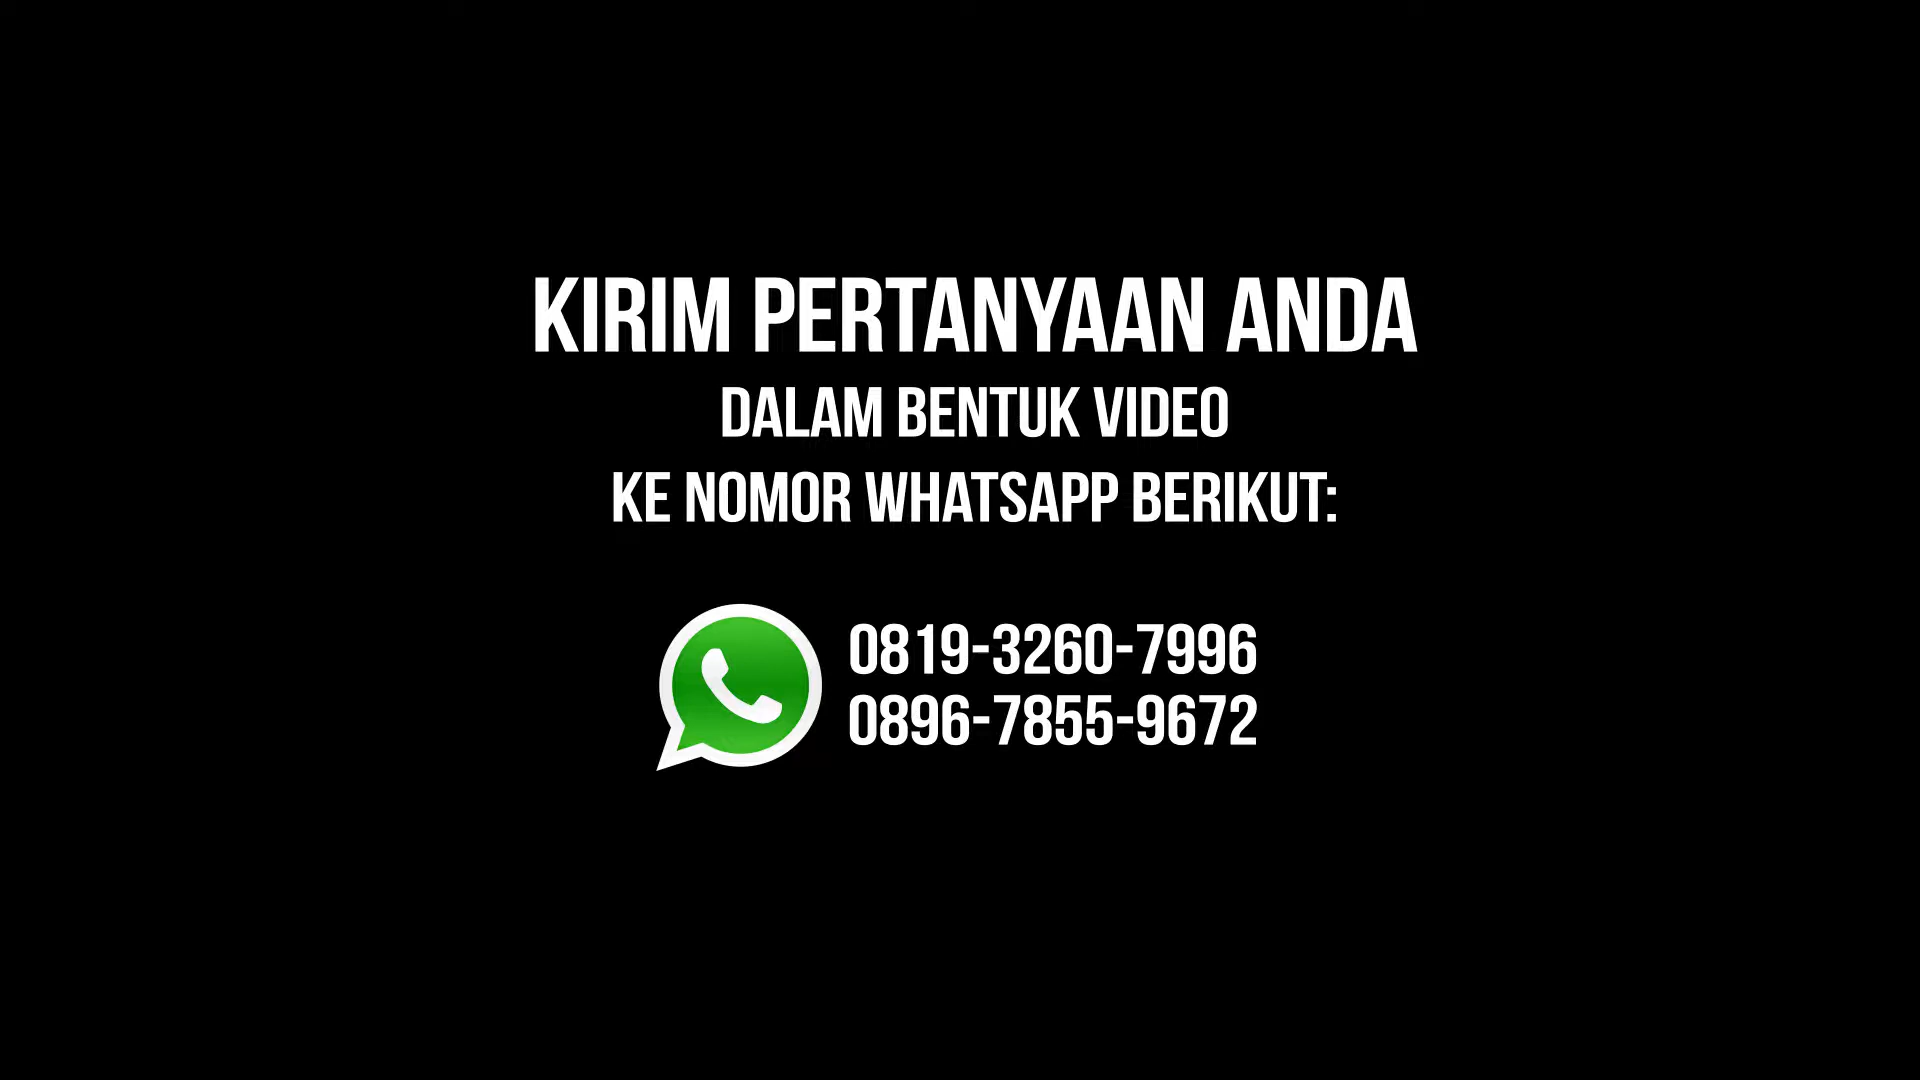 KIRIM PERTANYAAN ANDA
DALAM BENTUK VIDEO
KE NOMOR WHATSAPP BERIKUT:
0819-3260-7996
0896-7855-9672